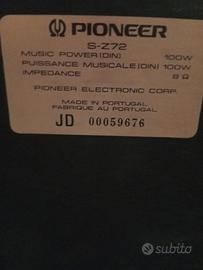 PIONEER
S-Z72
MUSIC POWER(DIN) 100W
PUISSANCE MUSICALE(DIN) 100W
IMPEDANCE 8 Ω
PIONEER ELECTRONIC CORP.
MADE IN PORTUGAL
FABRIQUE AU PORTUGAL
JD 00059676
subito